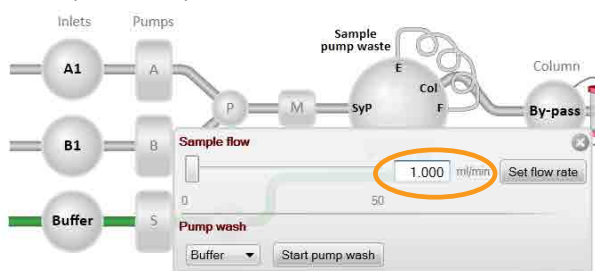 Inlets Pumps
Sample
pump waste
E
Column
A1 A
Col
P M SyP F By-pass
B1 B
Sample flow
1.000 ml/min Set flow rate
0 50
Buffer S
Pump wash
Buffer Start pump wash